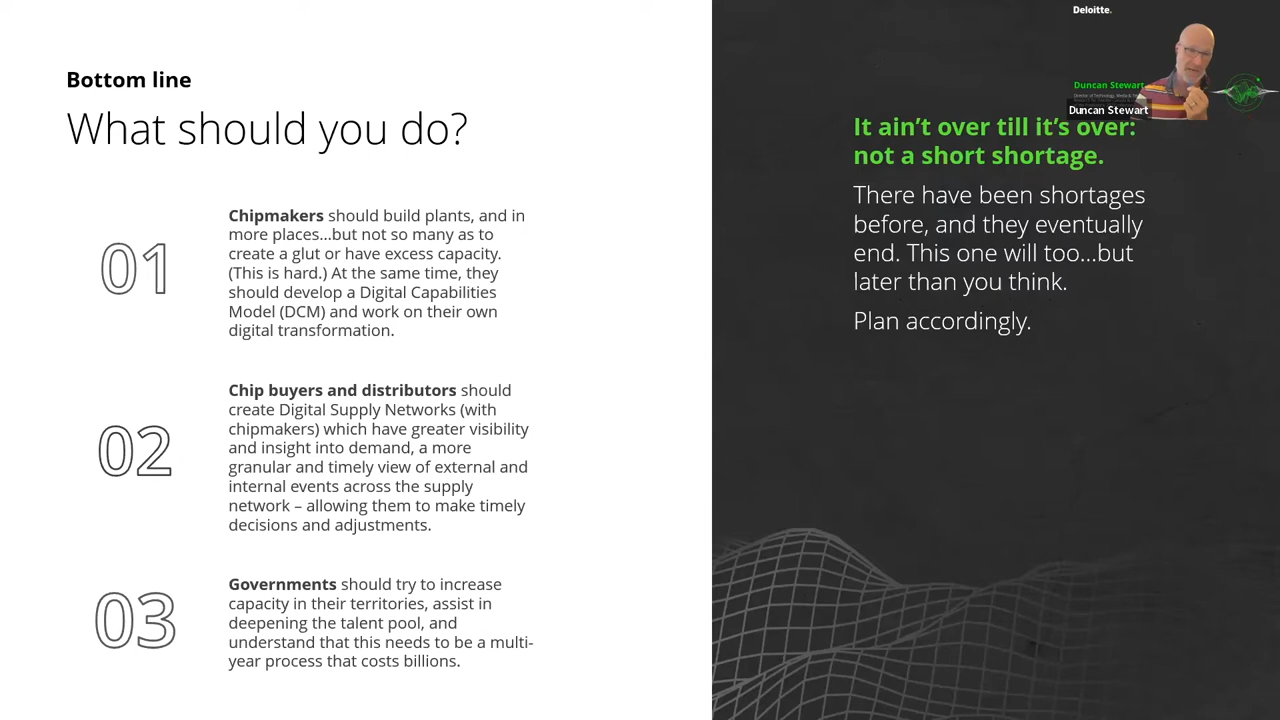 Bottom line
What should you do?
01
Chipmakers should build plants, and in
more places...but not so many as to
create a glut or have excess capacity.
(This is hard.) At the same time, they
should develop a Digital Capabilities
Model (DCM) and work on their own
digital transformation.
02
Chip buyers and distributors should
create Digital Supply Networks (with
chipmakers) which have greater visibility
and insight into demand, a more
granular and timely view of external and
internal events across the supply
network – allowing them to make timely
decisions and adjustments.
03
Governments should try to increase
capacity in their territories, assist in
deepening the talent pool, and
understand that this needs to be a multi-
year process that costs billions.
Deloitte.
Duncan Stewart
Duncan Stewart
It ain’t over till it’s over:
not a short shortage.
There have been shortages
before, and they eventually
end. This one will too...but
later than you think.
Plan accordingly.